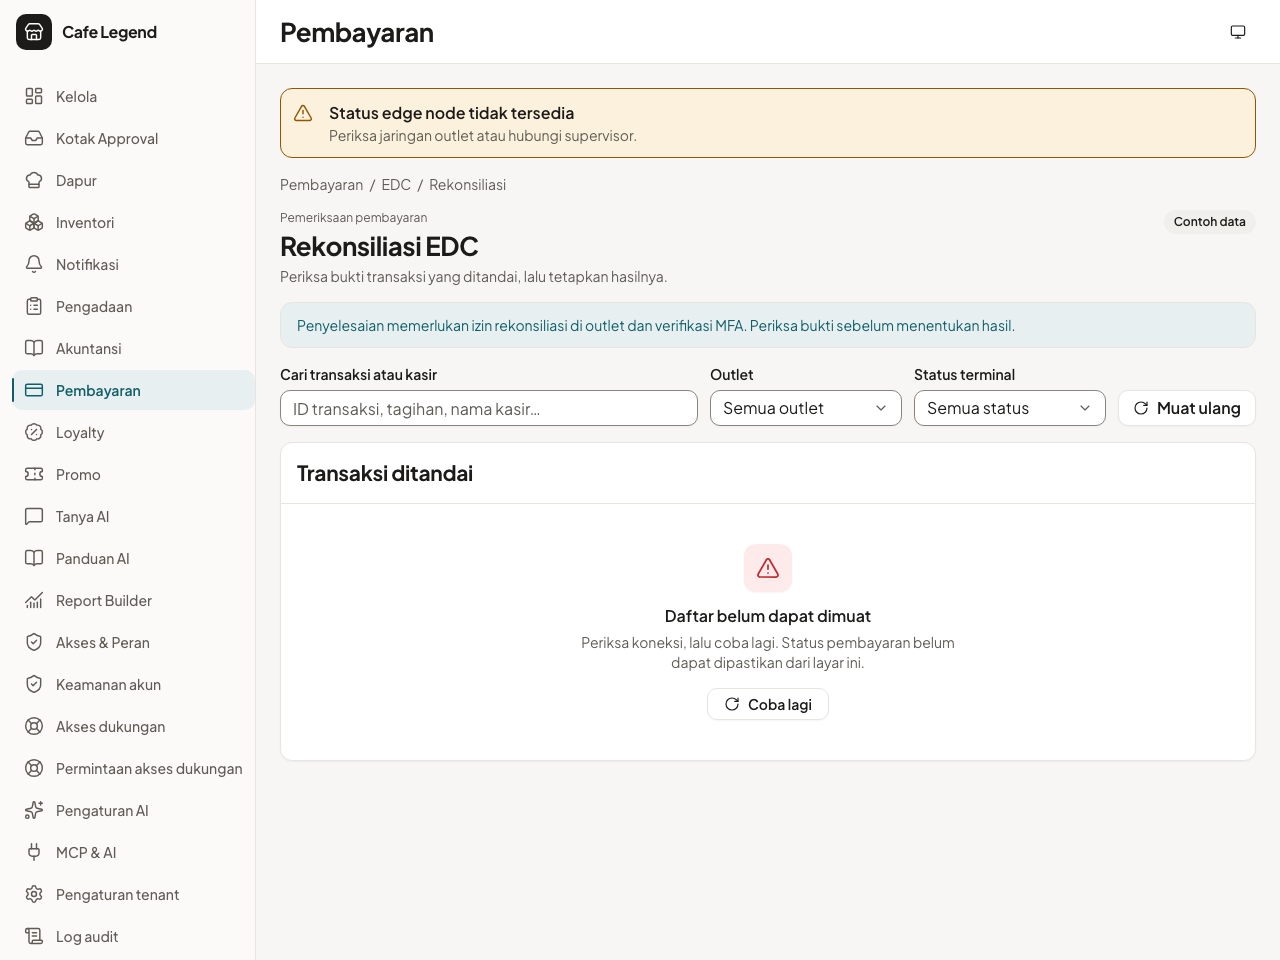 Cafe Legend
Kelola
Kotak Approval
Dapur
Inventori
Notifikasi
Pengadaan
Akuntansi
Pembayaran
Loyalty
Promo
Tanya AI
Panduan AI
Report Builder
Akses & Peran
Keamanan akun
Akses dukungan
Permintaan akses dukungan
Pengaturan AI
MCP & AI
Pengaturan tenant
Log audit
Pembayaran
Status edge node tidak tersedia
Periksa jaringan outlet atau hubungi supervisor.
Pembayaran / EDC / Rekonsiliasi
Pemeriksaan pembayaran
Contoh data
Rekonsiliasi EDC
Periksa bukti transaksi yang ditandai, lalu tetapkan hasilnya.
Penyelesaian memerlukan izin rekonsiliasi di outlet dan verifikasi MFA. Periksa bukti sebelum menentukan hasil.
Cari transaksi atau kasir
Outlet
Status terminal
ID transaksi, tagihan, nama kasir...
Semua outlet
Semua status
Muat ulang
Transaksi ditandai
Daftar belum dapat dimuat
Periksa koneksi, lalu coba lagi. Status pembayaran belum
dapat dipastikan dari layar ini.
Coba lagi